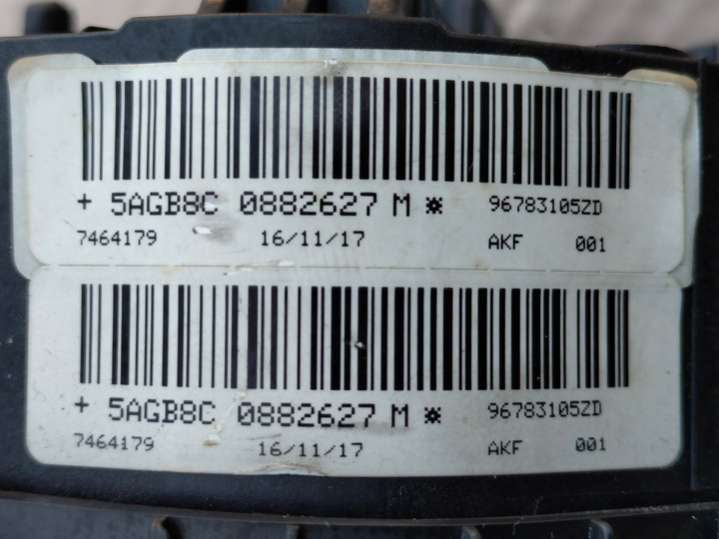 + 5AGB8C 0882627 M ⋇ 96783105ZD
7464179 16/11/17 AKF 001
+ 5AGB8C 0882627 M ⋇ 96783105ZD
7464179 16/11/17 AKF 001